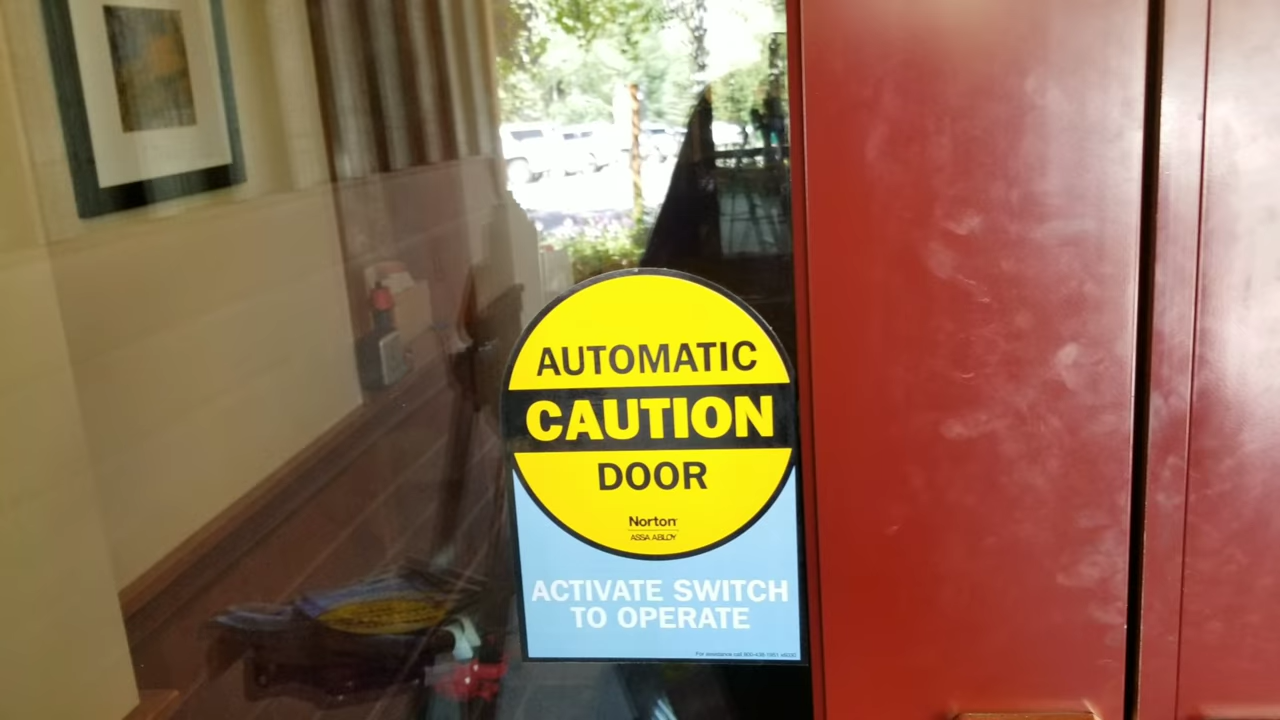 AUTOMATIC
CAUTION
DOOR
Norton
ASSA ABLOY
ACTIVATE SWITCH
TO OPERATE